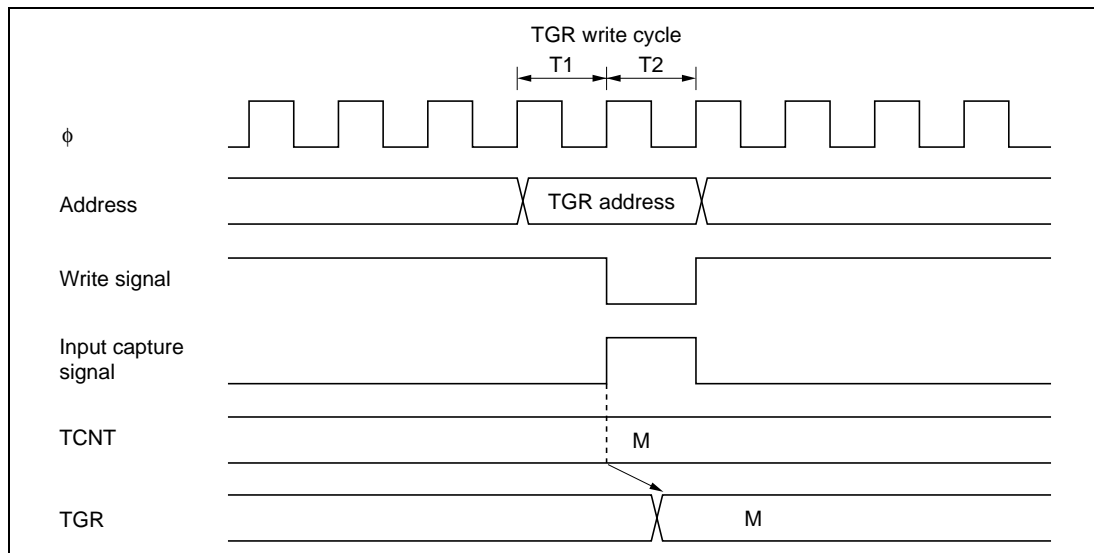 TGR write cycle
T1 T2
ϕ
Address
TGR address
Write signal
Input capture
signal
TCNT
M
TGR
M